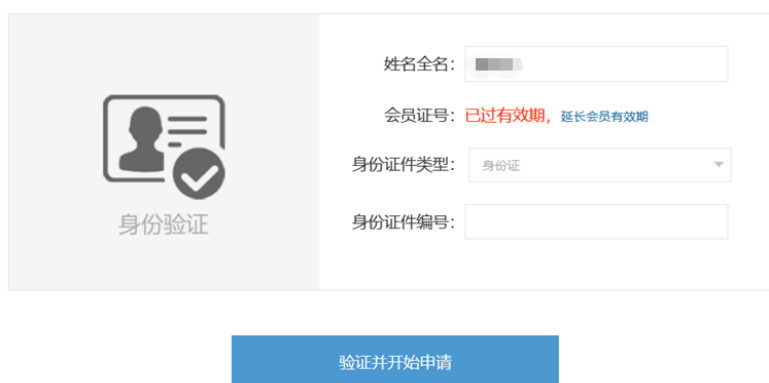 姓名全名：
会员证号：已过有效期，延长会员有效期
身份证件类型：身份证
身份证件编号：
身份验证
验证并开始申请